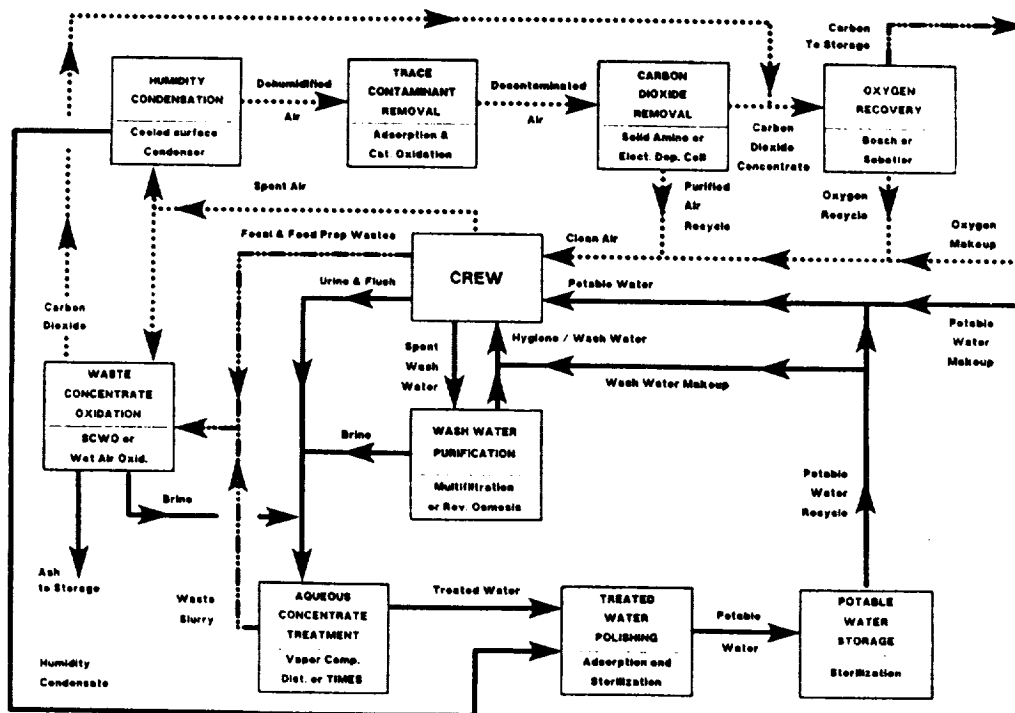 Carbon
To Storage
HUMIDITY
CONDENSATION
Cooled surface
Condenser
Dehumidified
Air
TRACE
CONTAMINANT
REMOVAL
Adsorption &
Cat. Oxidation
Decontaminated
Air
CARBON
DIOXIDE
REMOVAL
Solid Amine or
Elect. Dep. Cell
Carbon
Dioxide
Concentrate
OXYGEN
RECOVERY
Bosch or
Sabatier
Spent Air
Purified
Air
Recycle
Oxygen
Recycle
Oxygen
Makeup
Fecal & Food Prep Wastes
Clean Air
CREW
Urine & Flush
Potable Water
Carbon
Dioxide
Spent
Wash
Water
Hygiene / Wash Water
Wash Water Makeup
Potable
Water
Makeup
WASTE
CONCENTRATE
OXIDATION
SCWO or
Wet Air Oxid.
Brine
WASH WATER
PURIFICATION
Multifiltration
or Rev. Osmosis
Brine
Potable
Water
Recycle
Ash
to Storage
Waste
Slurry
AQUEOUS
CONCENTRATE
TREATMENT
Vapor Comp.
Dist. or TIMES
Treated Water
TREATED
WATER
POLISHING
Adsorption and
Sterilization
Potable
Water
POTABLE
WATER
STORAGE
Sterilization
Humidity
Condensate